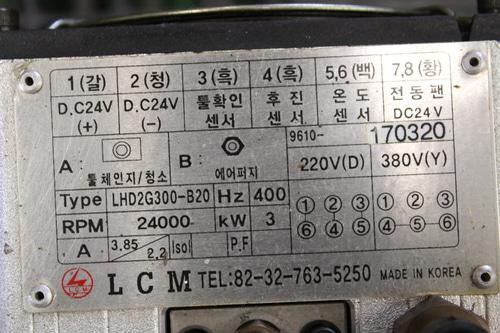 1(갈) 2(청) 3(흑) 4(흑) 5,6(백) 7,8(황)
D.C24V D.C24V 툴확인 후진 온도 전동팬
(+) (-) 센서 센서 센서 DC24V
9610- 170320
A: B: 220V(D) 380V(Y)
툴체인지/청소 에어퍼지
Type LHD2G300-B20 Hz 400 ① ② ③ ① ② ③
RPM 24000 kW 3 ⑥ ④ ⑤ ④ ⑤ ⑥
A 3.85 2.2 Isol P.F
LCM LCM TEL:82-32-763-5250 MADE IN KOREA